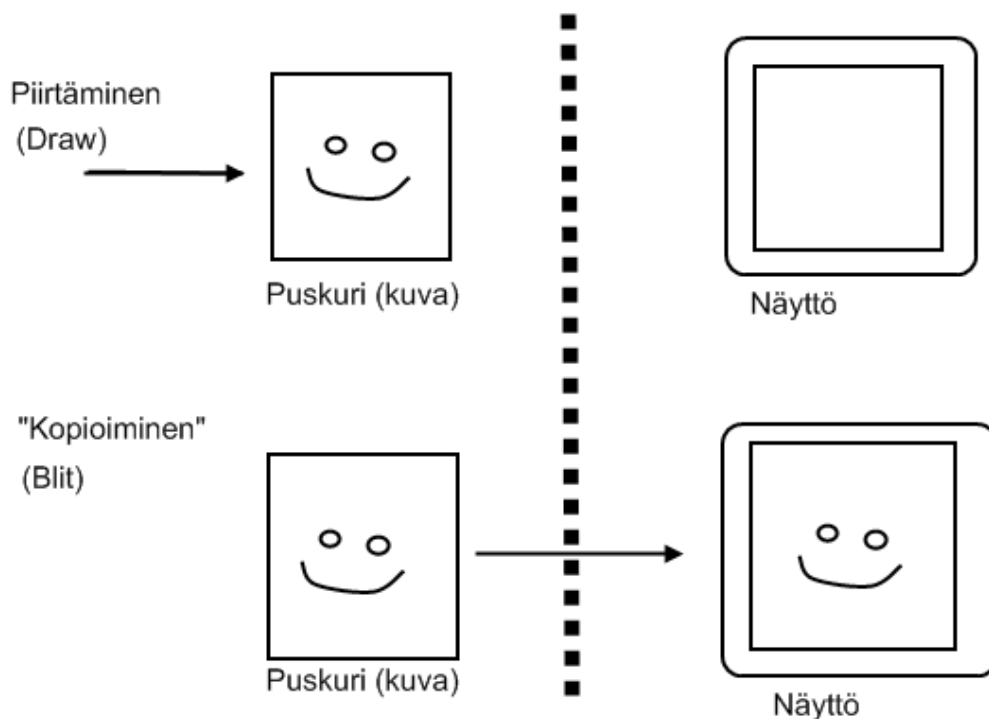 Piirtäminen
(Draw)
Puskuri (kuva)
Näyttö
"Kopioiminen"
(Blit)
Puskuri (kuva)
Näyttö